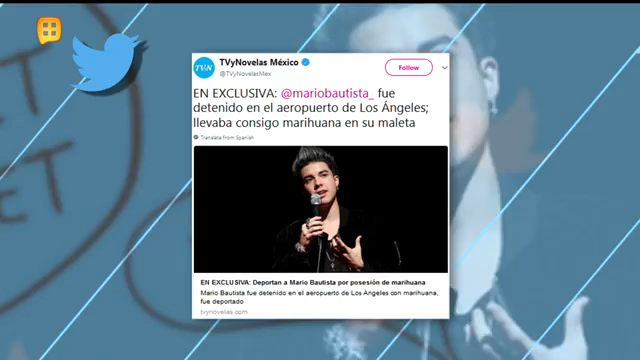 TVyNovelas México
@TVyNovelasMex
Follow
EN EXCLUSIVA: @mariobautista_ fue
detenido en el aeropuerto de Los Ángeles;
llevaba consigo marihuana en su maleta
Translate from Spanish
EN EXCLUSIVA: Deportan a Mario Bautista por posesión de marihuana
Mario Bautista fue detenido en el aeropuerto de Los Ángeles con marihuana,
fue deportado
tvynovelas.com